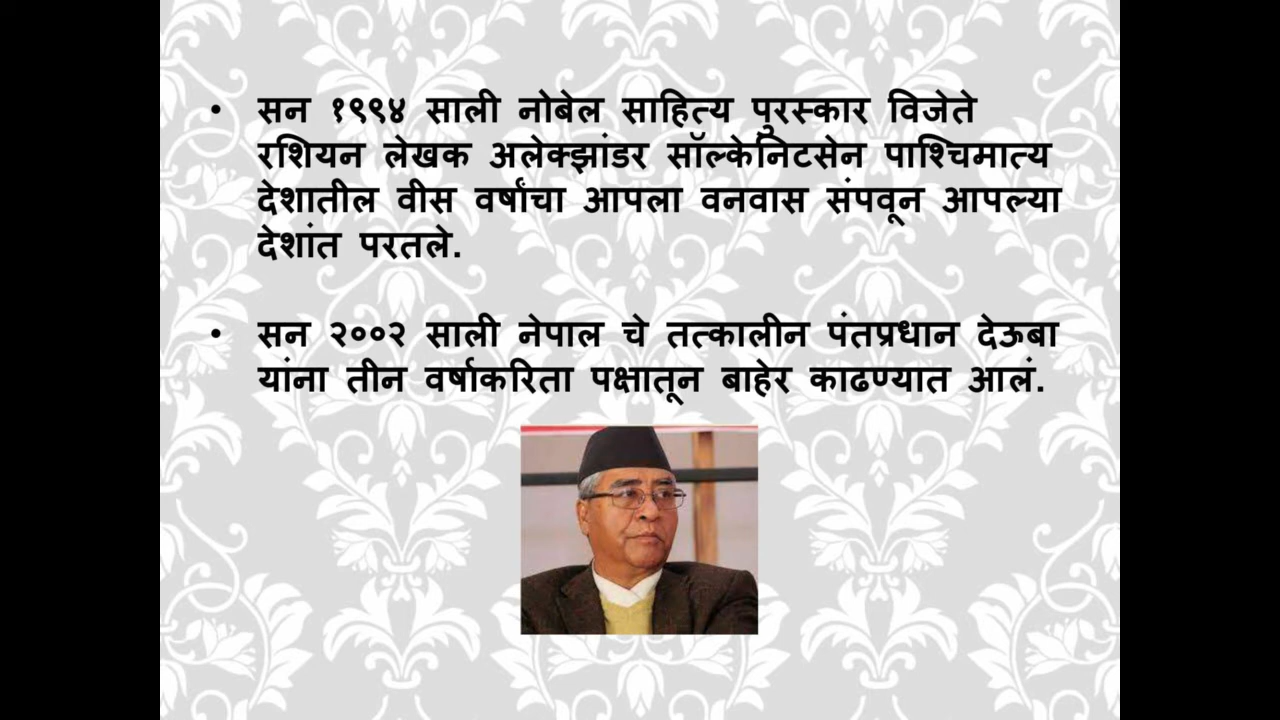 • सन १९९४ साली नोबेल साहित्य पुरस्कार विजेते
रशियन लेखक अलेक्झांडर सॉल्केनिटसेन पाश्चिमात्य
देशातील वीस वर्षांचा आपला वनवास संपवून आपल्या
देशांत परतले.
• सन २००२ साली नेपाल चे तत्कालीन पंतप्रधान देऊबा
यांना तीन वर्षाकरिता पक्षातून बाहेर काढण्यात आलं.